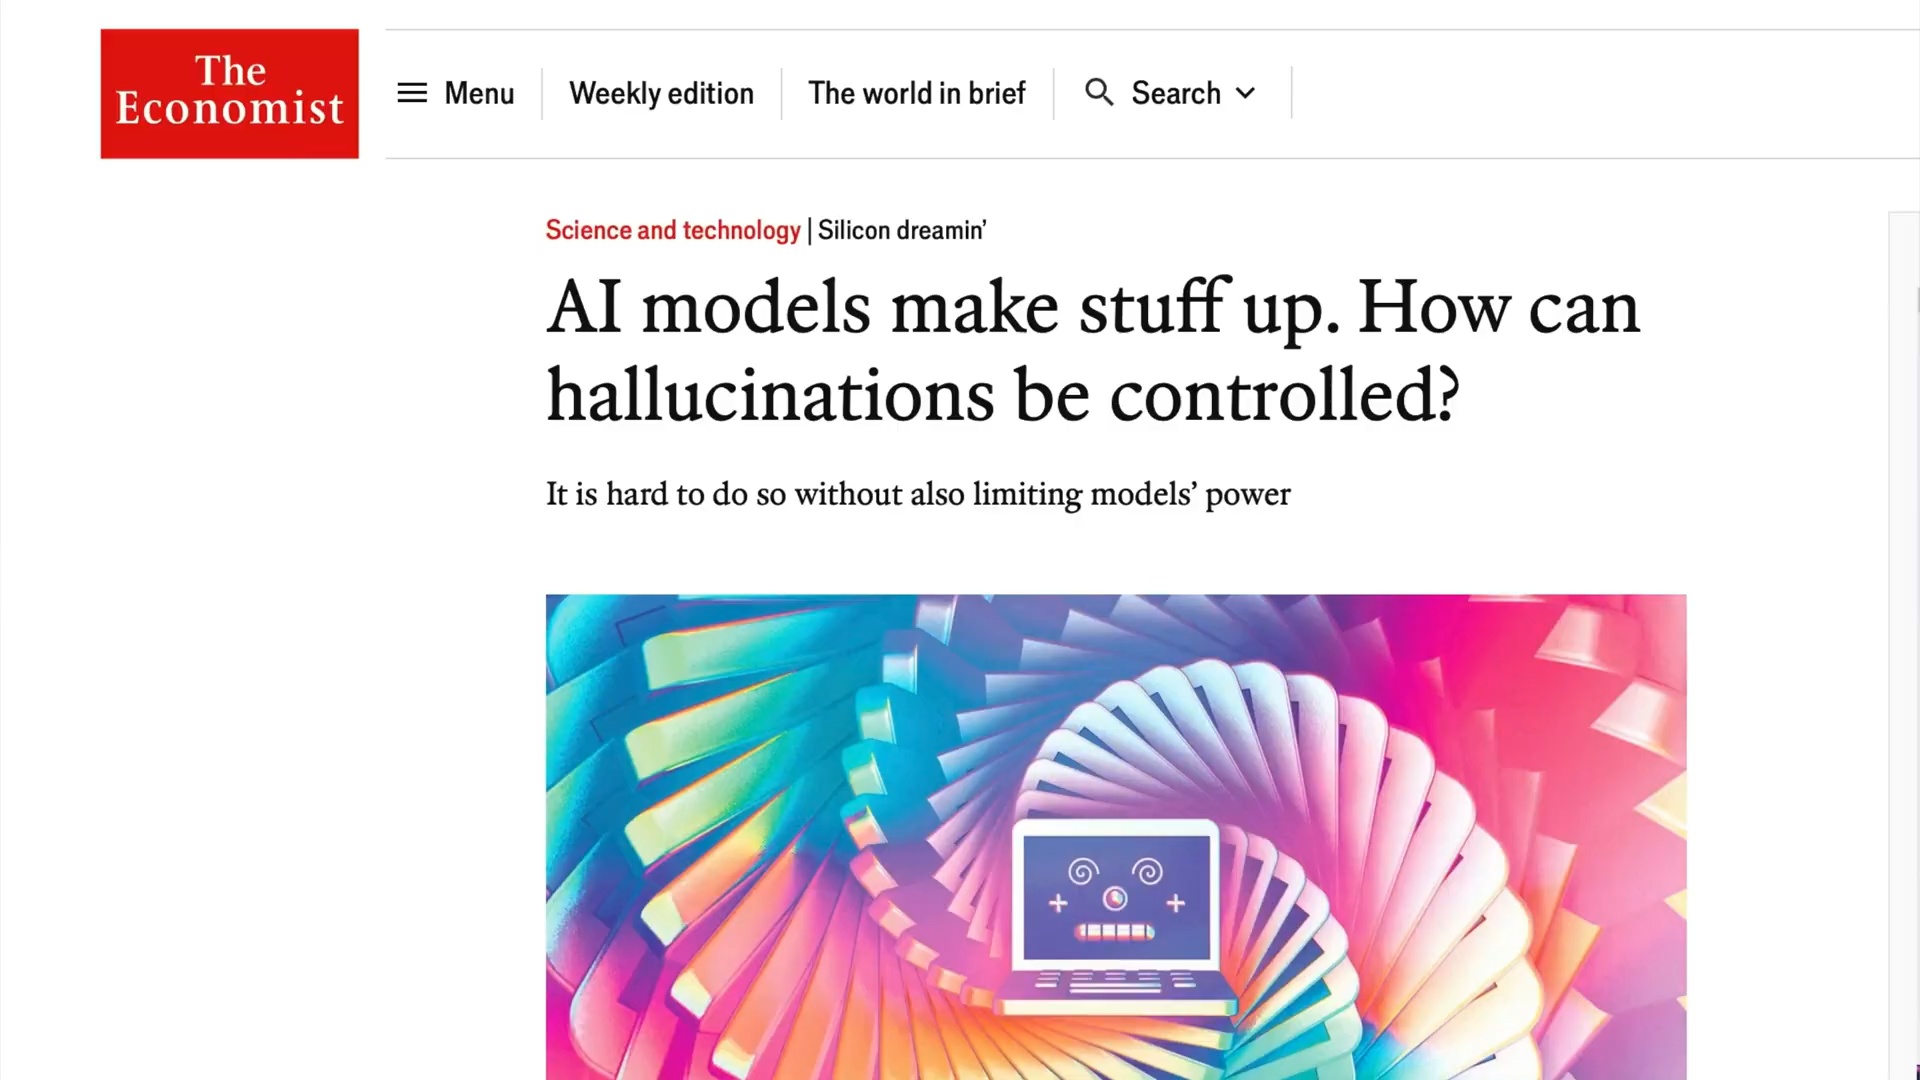 The
Economist
Menu
Weekly edition
The world in brief
Search
Science and technology | Silicon dreamin’
AI models make stuff up. How can
hallucinations be controlled?
It is hard to do so without also limiting models’ power